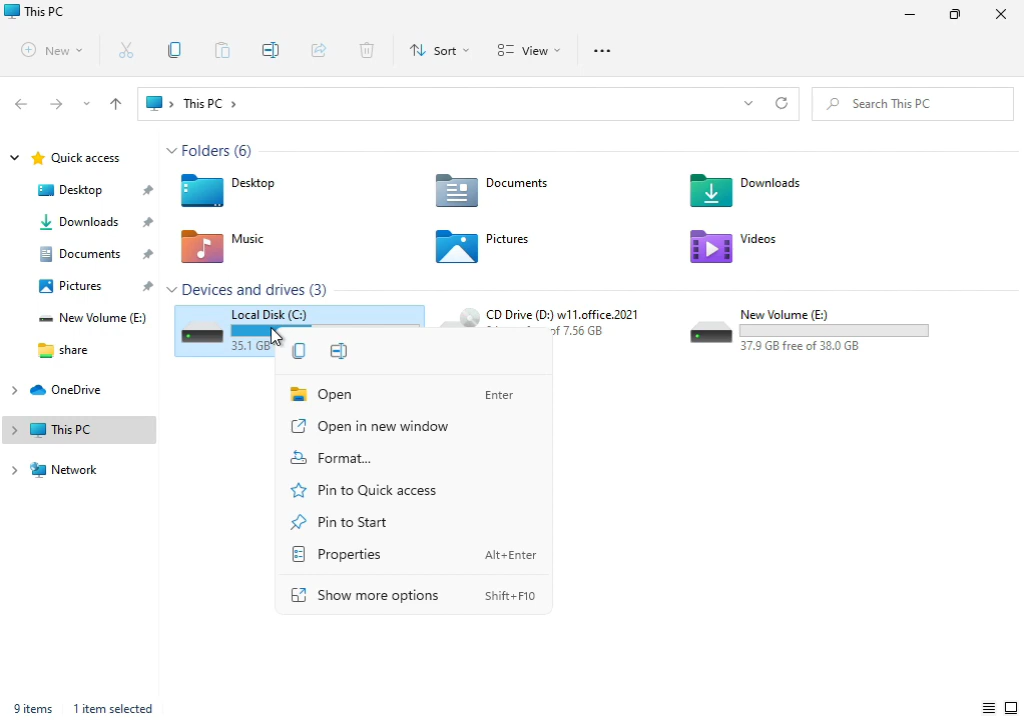 This PC
New
Sort
View
This PC
Search This PC
Quick access
Desktop
Downloads
Documents
Pictures
New Volume (E:)
share
OneDrive
This PC
Network
Folders (6)
Desktop
Documents
Downloads
Music
Pictures
Videos
Devices and drives (3)
Local Disk (C:)
35.1 GB
CD Drive (D:) w11.office.2021
of 7.56 GB
New Volume (E:)
37.9 GB free of 38.0 GB
Open Enter
Open in new window
Format...
Pin to Quick access
Pin to Start
Properties Alt+Enter
Show more options Shift+F10
9 items 1 item selected